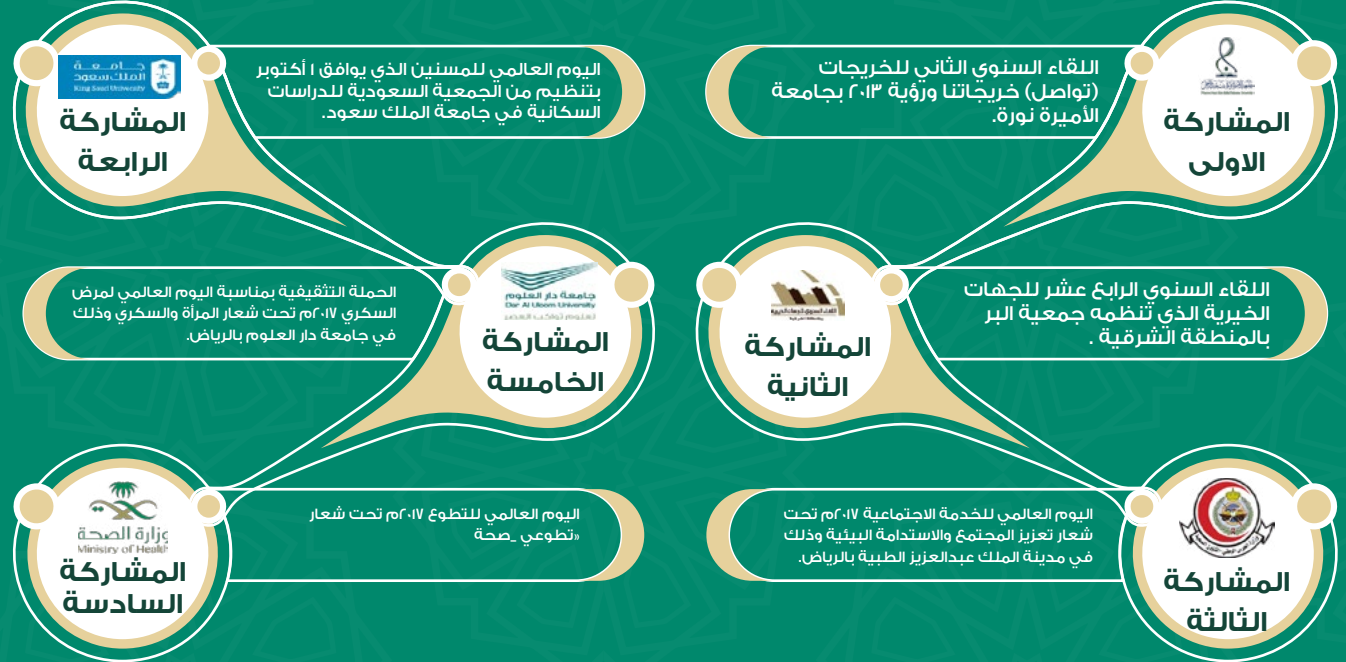 المشاركة
الاولى
اللقاء السنوي الثاني للخريجات
(تواصل) خريجاتنا ورؤية ٢٠١٣ بجامعة
الأميرة نورة.
المشاركة
الثانية
اللقاء السنوي الرابع عشر للجهات
الخيرية الذي تنظمه جمعية البر
بالمنطقة الشرقية .
المشاركة
الثالثة
اليوم العالمي للخدمة الاجتماعية ٢٠١٧م تحت
شعار تعزيز المجتمع والاستدامة البيئية وذلك
في مدينة الملك عبدالعزيز الطبية بالرياض.
جامعة
الملك سعود
King Saud University
المشاركة
الرابعة
اليوم العالمي للمسنين الذي يوافق ١ أكتوبر
بتنظيم من الجمعية السعودية للدراسات
السكانية في جامعة الملك سعود.
جامعة دار العلوم
Dar Al Uloom University
لعلوم تواكب العصر
المشاركة
الخامسة
الحملة التثقيفية بمناسبة اليوم العالمي لمرض
السكري ٢٠١٧م تحت شعار المرأة والسكري وذلك
في جامعة دار العلوم بالرياض.
وزارة الصحة
Ministry of Health
المشاركة
السادسة
اليوم العالمي للتطوع ٢٠١٧م تحت شعار
«تطوعي _صحة